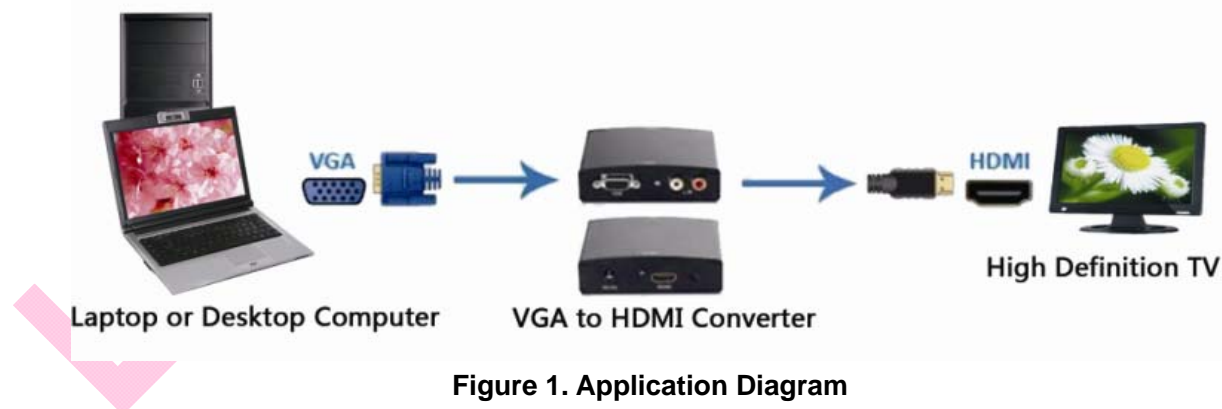 VGA
HDMI
High Definition TV
Laptop or Desktop Computer
VGA to HDMI Converter
Figure 1. Application Diagram